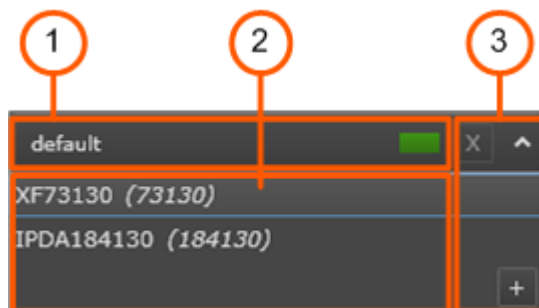 1 2 3
default X ^
XF73130 (73130)
IPDA184130 (184130)
+